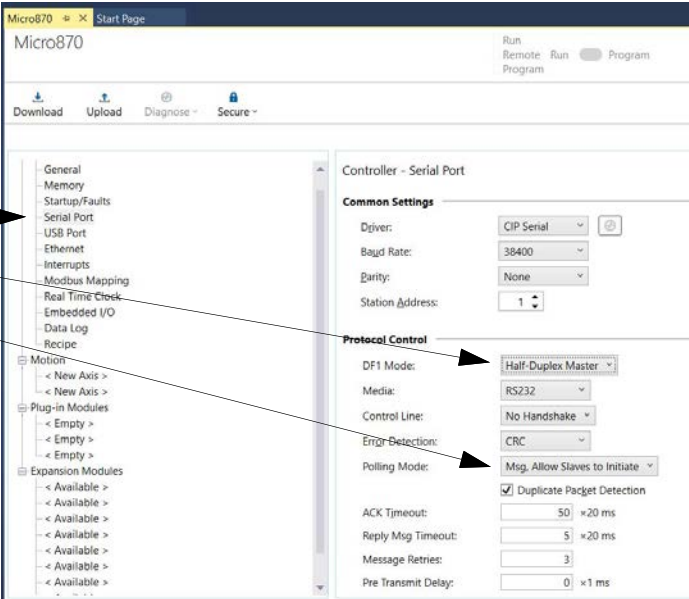 Micro870 Start Page
Micro870
Run
Remote Run Program
Program
Download Upload Diagnose Secure
General
Memory
Startup/Faults
Serial Port
USB Port
Ethernet
Interrupts
Modbus Mapping
Real Time Clock
Embedded I/O
Data Log
Recipe
Motion
< New Axis >
< New Axis >
Plug-in Modules
< Empty >
< Empty >
< Empty >
Expansion Modules
< Available >
< Available >
< Available >
< Available >
< Available >
< Available >
< Available >
Controller - Serial Port
Common Settings
Driver: CIP Serial
Baud Rate: 38400
Parity: None
Station Address: 1
Protocol Control
DF1 Mode: Half-Duplex Master
Media: RS232
Control Line: No Handshake
Error Detection: CRC
Polling Mode: Msg, Allow Slaves to Initiate
Duplicate Packet Detection
ACK Timeout: 50 ×20 ms
Reply Msg Timeout: 5 ×20 ms
Message Retries: 3
Pre Transmit Delay: 0 ×1 ms